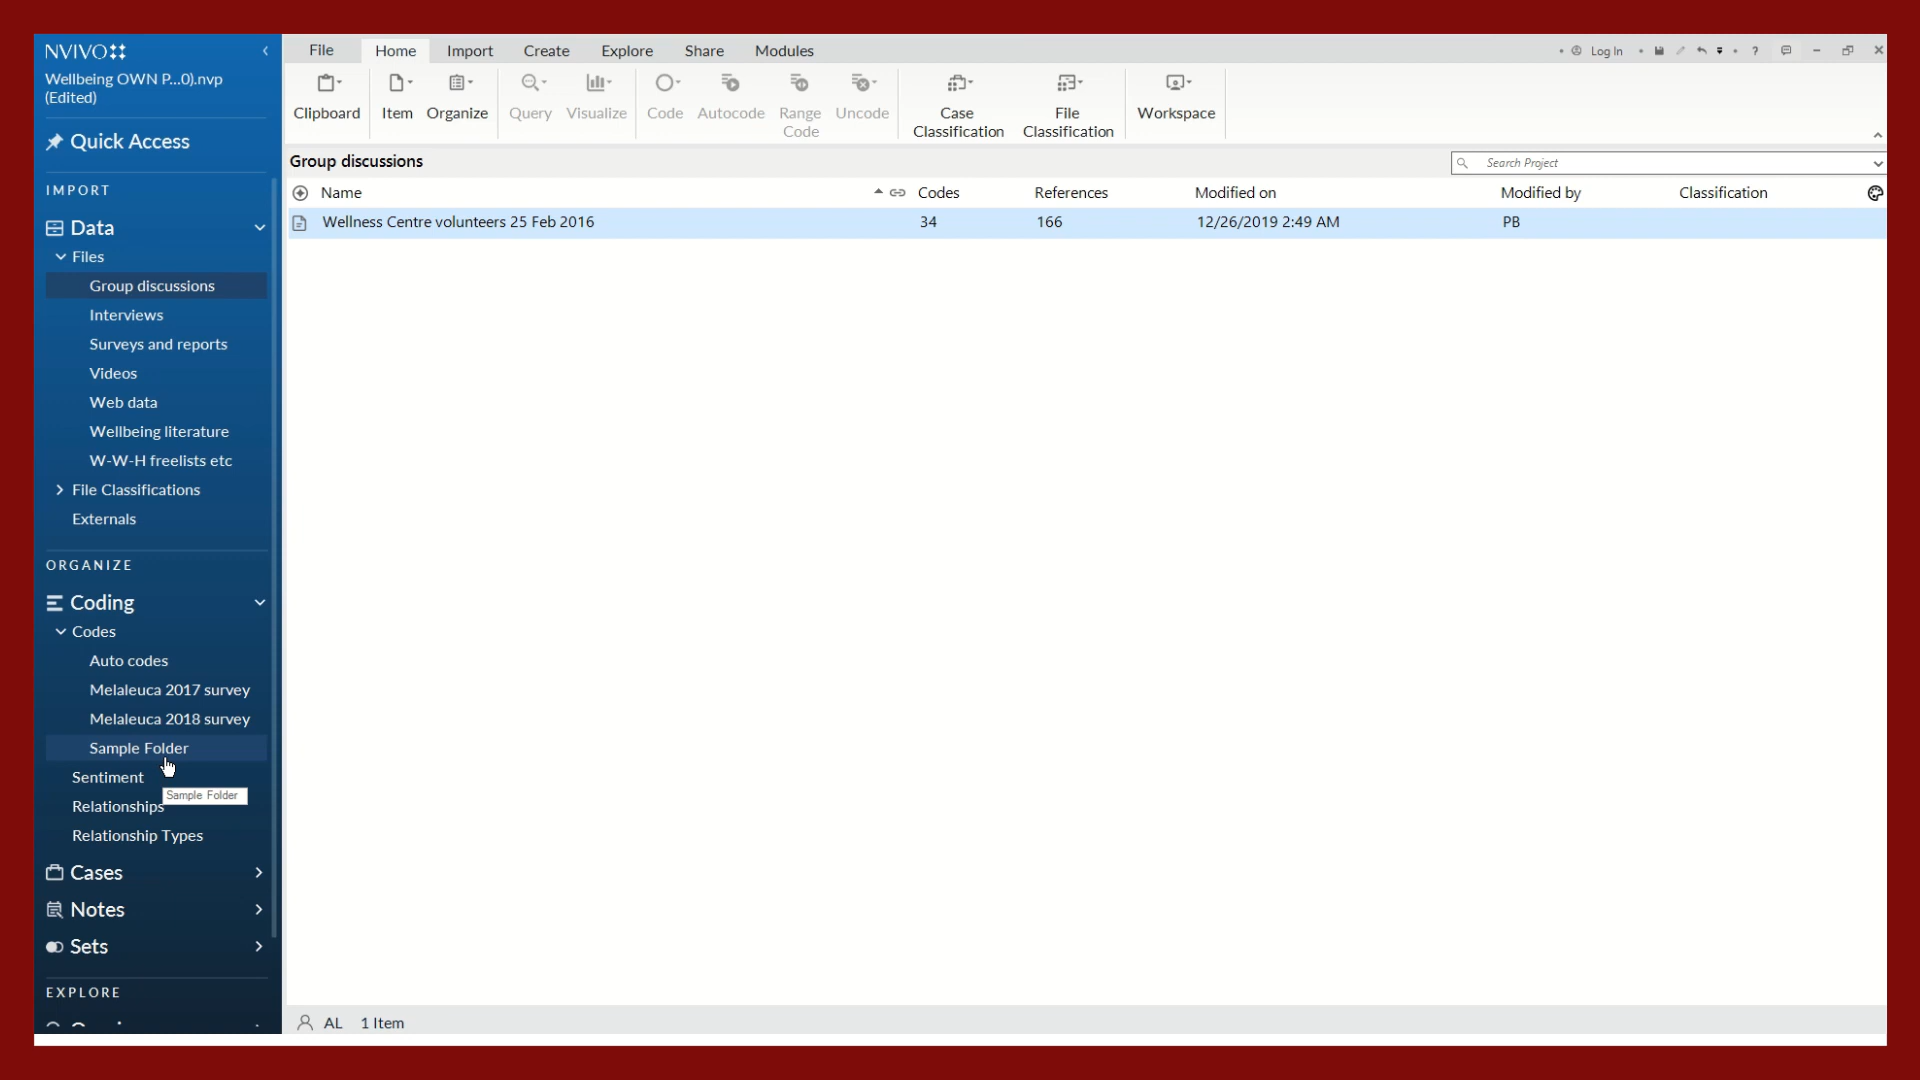 NVIVO
Wellbeing OWN P...0).nvp
(Edited)
Quick Access
IMPORT
Data
Files
Group discussions
Interviews
Surveys and reports
Videos
Web data
Wellbeing literature
W-W-H freelists etc
File Classifications
Externals
ORGANIZE
Coding
Codes
Auto codes
Melaleuca 2017 survey
Melaleuca 2018 survey
Sample Folder
Sentiment
Sample Folder
Relationships
Relationship Types
Cases
Notes
Sets
EXPLORE
File Home Import Create Explore Share Modules
Log In ?
Clipboard Item Organize Query Visualize Code Autocode Range Code Uncode Case Classification File Classification Workspace
Group discussions
Search Project
Name Codes References Modified on Modified by Classification
Wellness Centre volunteers 25 Feb 2016 34 166 12/26/2019 2:49 AM PB
AL 1 Item